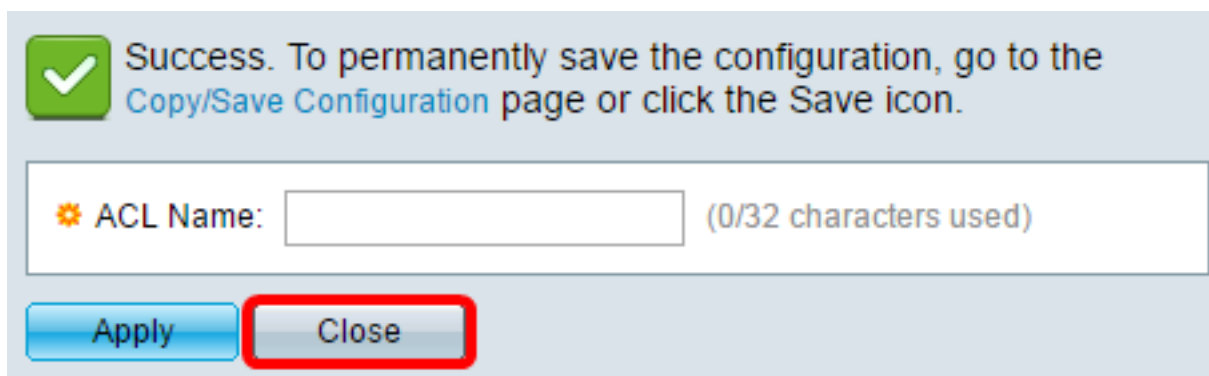 Success. To permanently save the configuration, go to the
Copy/Save Configuration page or click the Save icon.
ACL Name: (0/32 characters used)
Apply Close